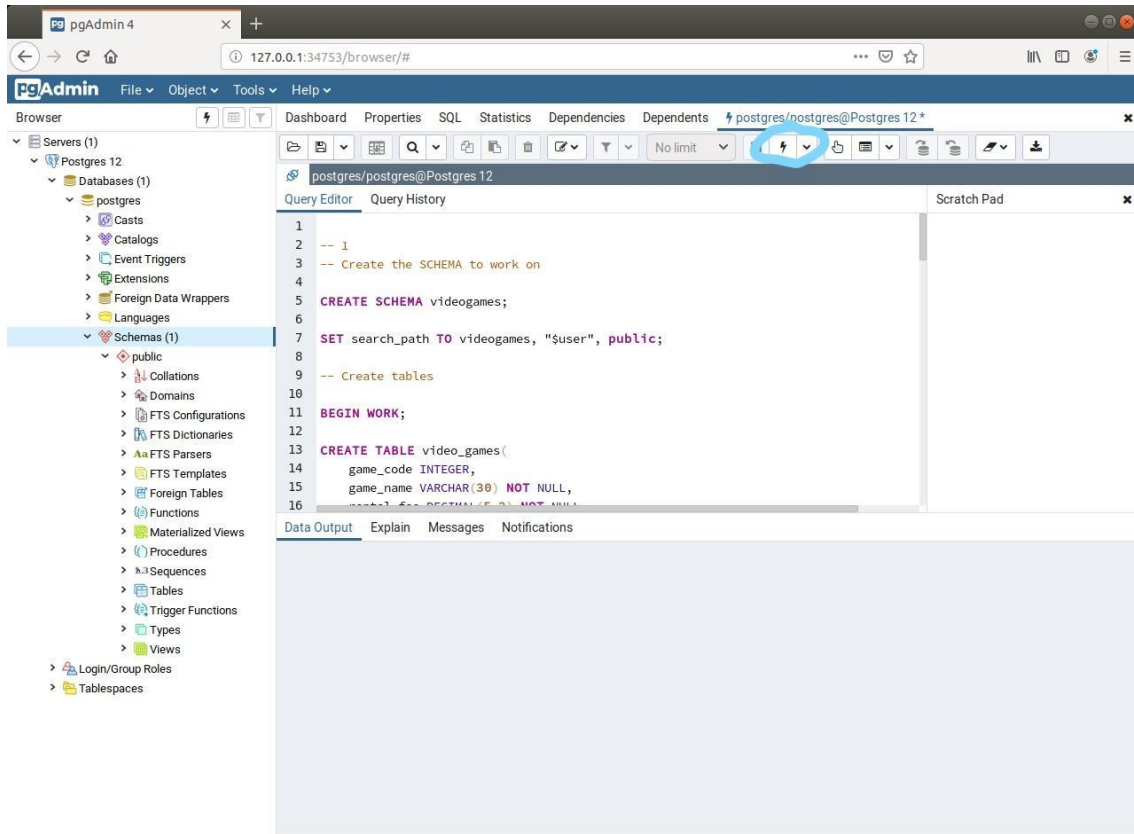 pgAdmin 4
127.0.0.1:34753/browser/#
pgAdmin File Object Tools Help
Browser
Dashboard Properties SQL Statistics Dependencies Dependents postgres/postgres@Postgres 12 *
No limit
postgres/postgres@Postgres 12
Query Editor Query History
Scratch Pad
Servers (1)
Postgres 12
Databases (1)
postgres
Casts
Catalogs
Event Triggers
Extensions
Foreign Data Wrappers
Languages
Schemas (1)
public
Collations
Domains
FTS Configurations
FTS Dictionaries
FTS Parsers
FTS Templates
Foreign Tables
Functions
Materialized Views
Procedures
Sequences
Tables
Trigger Functions
Types
Views
Login/Group Roles
Tablespaces
1
2 -- 1
3 -- Create the SCHEMA to work on
4
5 CREATE SCHEMA videogames;
6
7 SET search_path TO videogames, "$user", public;
8
9 -- Create tables
10
11 BEGIN WORK;
12
13 CREATE TABLE video_games(
14 game_code INTEGER,
15 game_name VARCHAR(30) NOT NULL,
16
Data Output Explain Messages Notifications